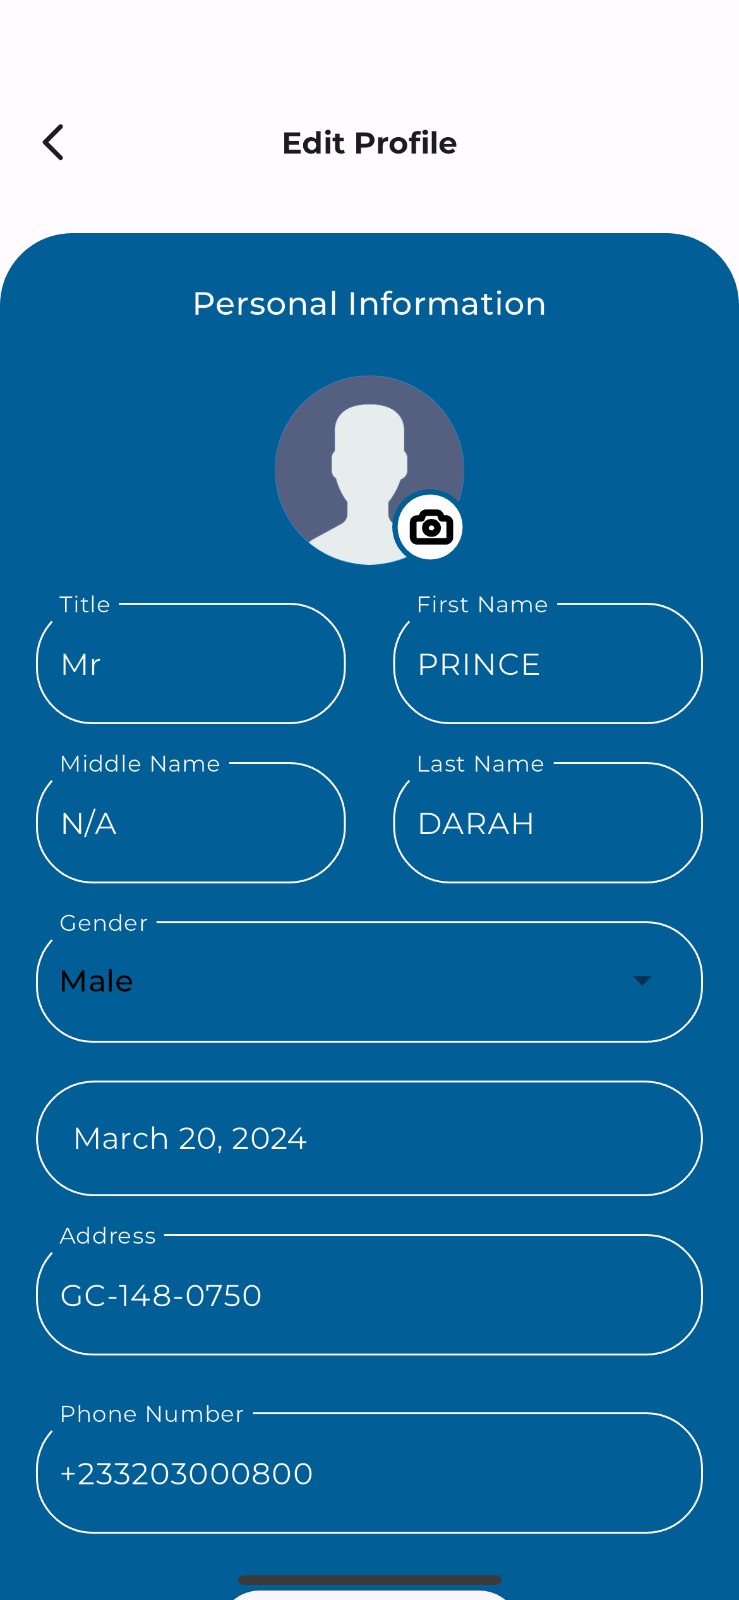 Edit Profile
Personal Information
Title
Mr
First Name
PRINCE
Middle Name
N/A
Last Name
DARAH
Gender
Male
March 20, 2024
Address
GC-148-0750
Phone Number
+233203000800